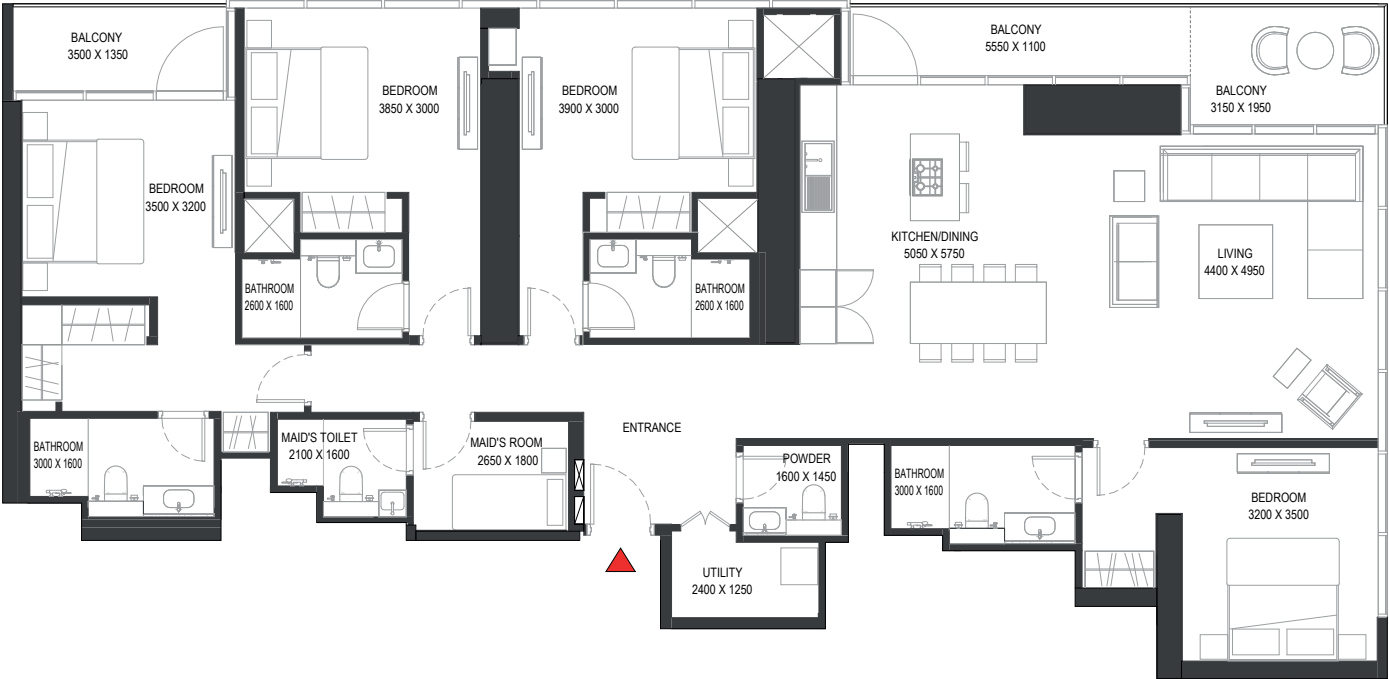 BALCONY
3500 X 1350
BEDROOM
3850 X 3000
BEDROOM
3900 X 3000
BALCONY
5550 X 1100
BALCONY
3150 X 1950
BEDROOM
3500 X 3200
KITCHEN/DINING
5050 X 5750
LIVING
4400 X 4950
BATHROOM
2600 X 1600
BATHROOM
2600 X 1600
BATHROOM
3000 X 1600
MAID'S TOILET
2100 X 1600
MAID'S ROOM
2650 X 1800
ENTRANCE
POWDER
1600 X 1450
BATHROOM
3000 X 1600
BEDROOM
3200 X 3500
UTILITY
2400 X 1250